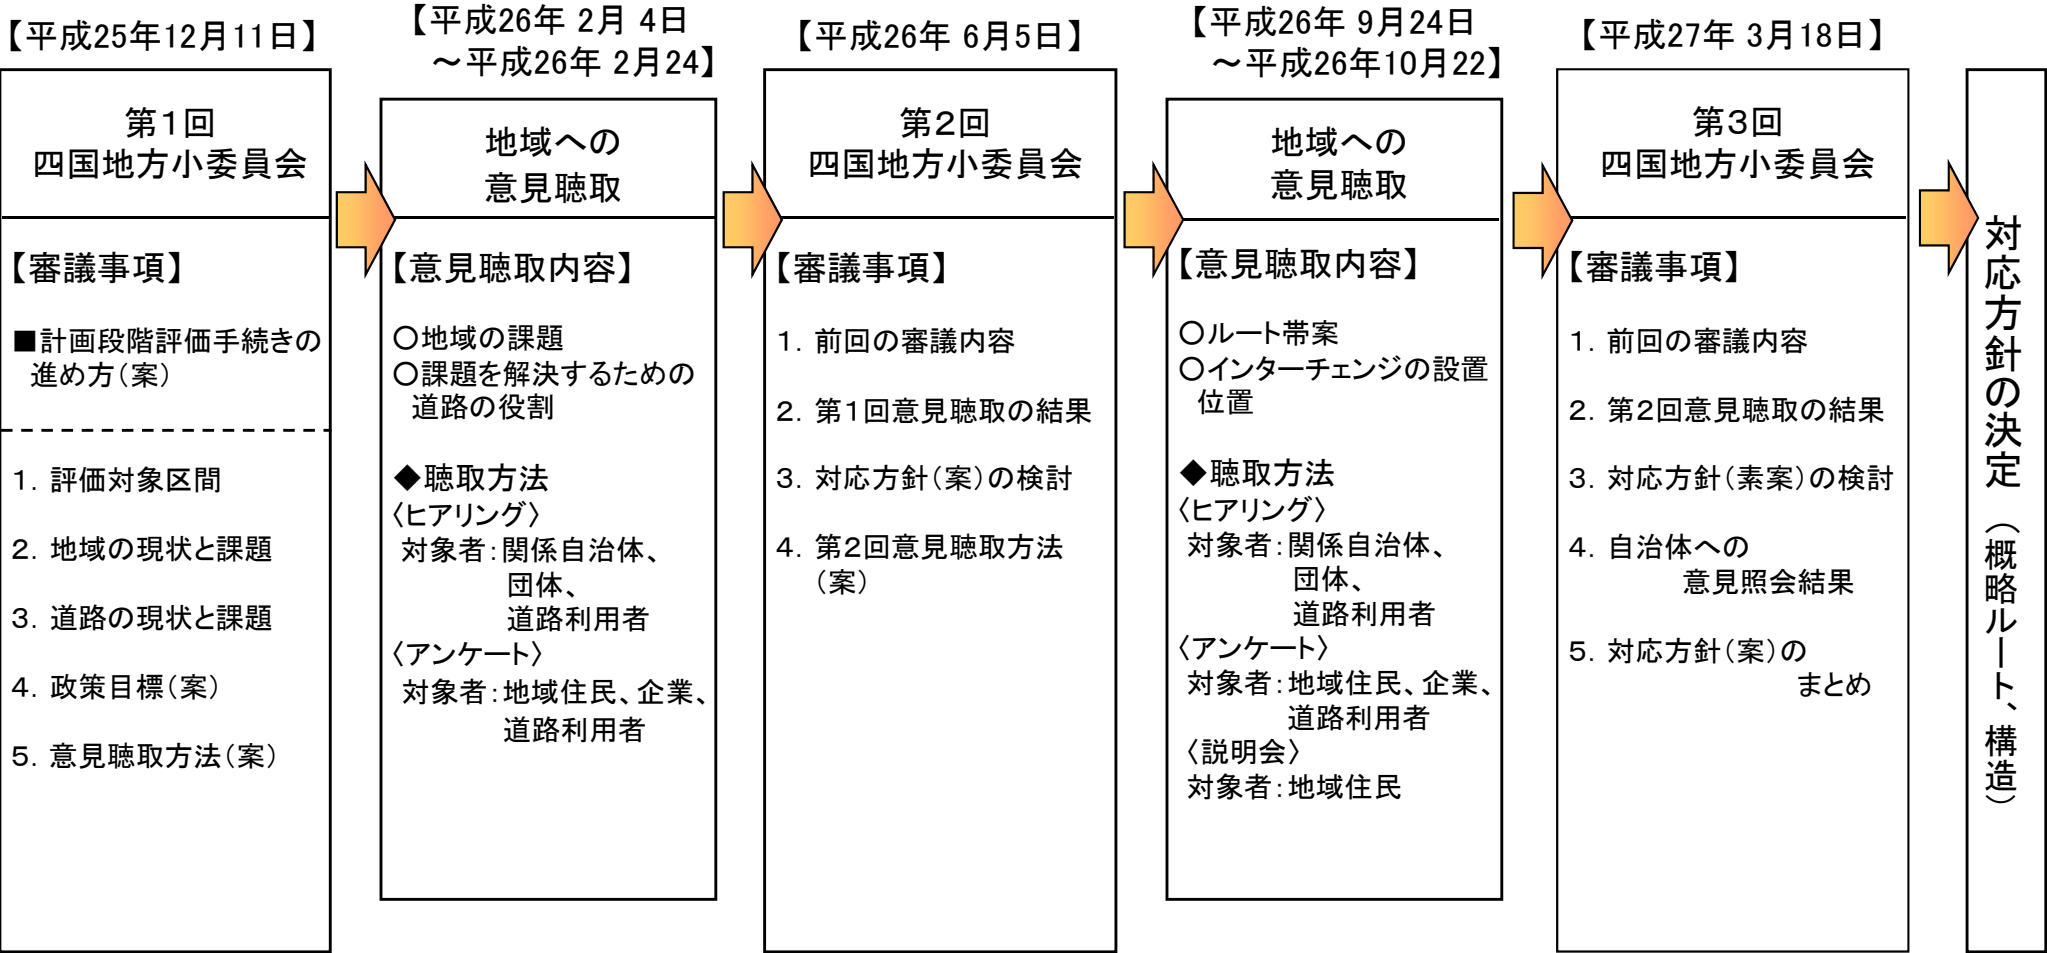 【平成25年12月11日】
第1回
四国地方小委員会
【審議事項】
■計画段階評価手続きの
進め方(案)
1. 評価対象区間
2. 地域の現状と課題
3. 道路の現状と課題
4. 政策目標(案)
5. 意見聴取方法(案)
【平成26年 2月 4日
～平成26年 2月24】
地域への
意見聴取
【意見聴取内容】
○地域の課題
○課題を解決するための
道路の役割
◆聴取方法
〈ヒアリング〉
対象者:関係自治体、
団体、
道路利用者
〈アンケート〉
対象者:地域住民、企業、
道路利用者
【平成26年 6月5日】
第2回
四国地方小委員会
【審議事項】
1. 前回の審議内容
2. 第1回意見聴取の結果
3. 対応方針(案)の検討
4. 第2回意見聴取方法
(案)
【平成26年 9月24日
～平成26年10月22】
地域への
意見聴取
【意見聴取内容】
○ルート帯案
○インターチェンジの設置
位置
◆聴取方法
〈ヒアリング〉
対象者:関係自治体、
団体、
道路利用者
〈アンケート〉
対象者:地域住民、企業、
道路利用者
〈説明会〉
対象者:地域住民
【平成27年 3月18日】
第3回
四国地方小委員会
【審議事項】
1. 前回の審議内容
2. 第2回意見聴取の結果
3. 対応方針(素案)の検討
4. 自治体への
意見照会結果
5. 対応方針(案)の
まとめ
対応方針の決定(概略ルート、構造)